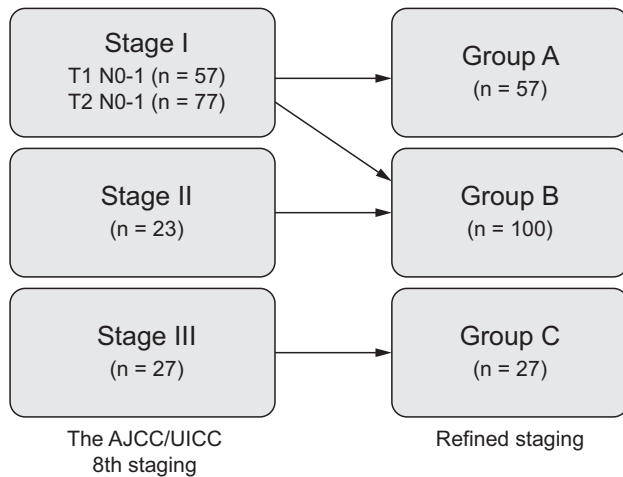 Stage I
T1 N0-1 (n = 57)
T2 N0-1 (n = 77)
Group A
(n = 57)
Stage II
(n = 23)
Group B
(n = 100)
Stage III
(n = 27)
Group C
(n = 27)
The AJCC/UICC
8th staging
Refined staging